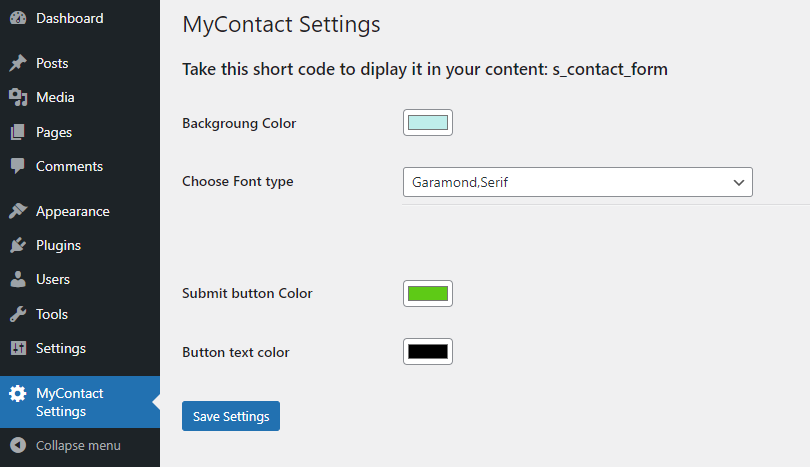 Dashboard
Posts
Media
Pages
Comments
Appearance
Plugins
Users
Tools
Settings
MyContact
Settings
Collapse menu
MyContact Settings
Take this short code to diplay it in your content: s_contact_form
Backgroung Color
Choose Font type
Garamond,Serif
Submit button Color
Button text color
Save Settings